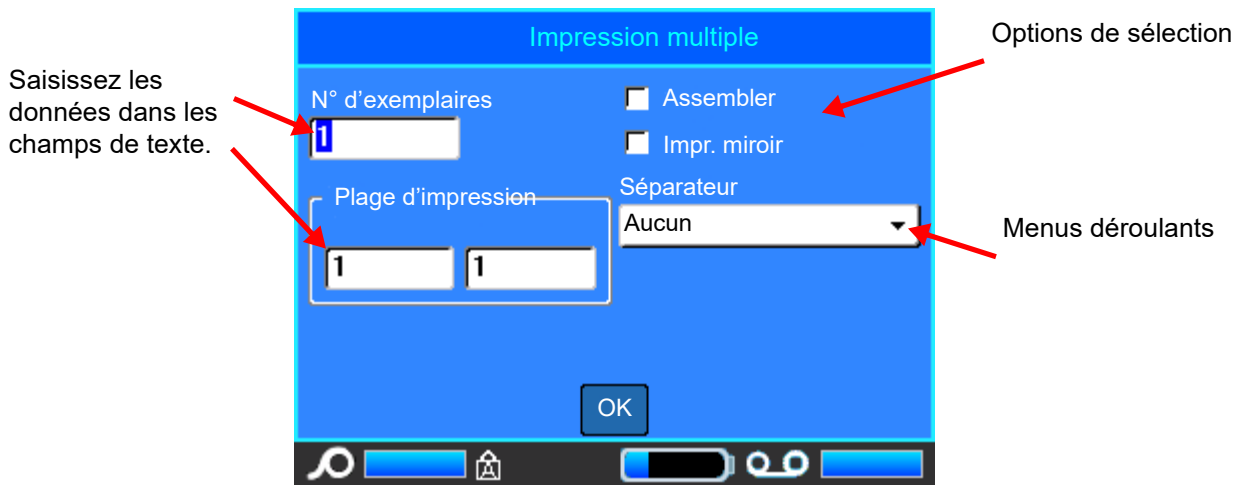 Impression multiple
Options de sélection
Saisissez les
données dans les
champs de texte.
N° d'exemplaires
1
Assembler
Impr. miroir
Plage d'impression
1 1
Séparateur
Aucun
Menus déroulants
OK
A